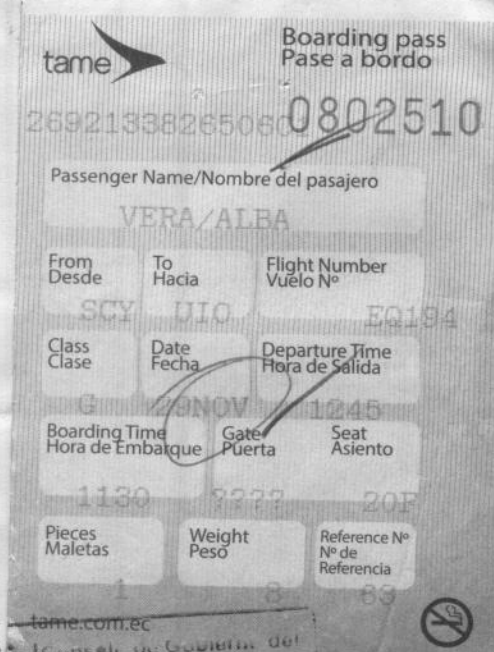 tame
Boarding pass
Pase a bordo
0802510
Passenger Name/Nombre del pasajero
VERA/ALBA
From To Flight Number
Desde Hacia Vuelo Nº
SCY UIO EQ194
Class Date Departure Time
Clase Fecha Hora de Salida
G 29NOV 1245
Boarding Time Gate Seat
Hora de Embarque Puerta Asiento
1130 ???? 20F
Pieces Weight Reference Nº
Maletas Peso Nº de
Referencia
1 8 63
tame.com.ec
del